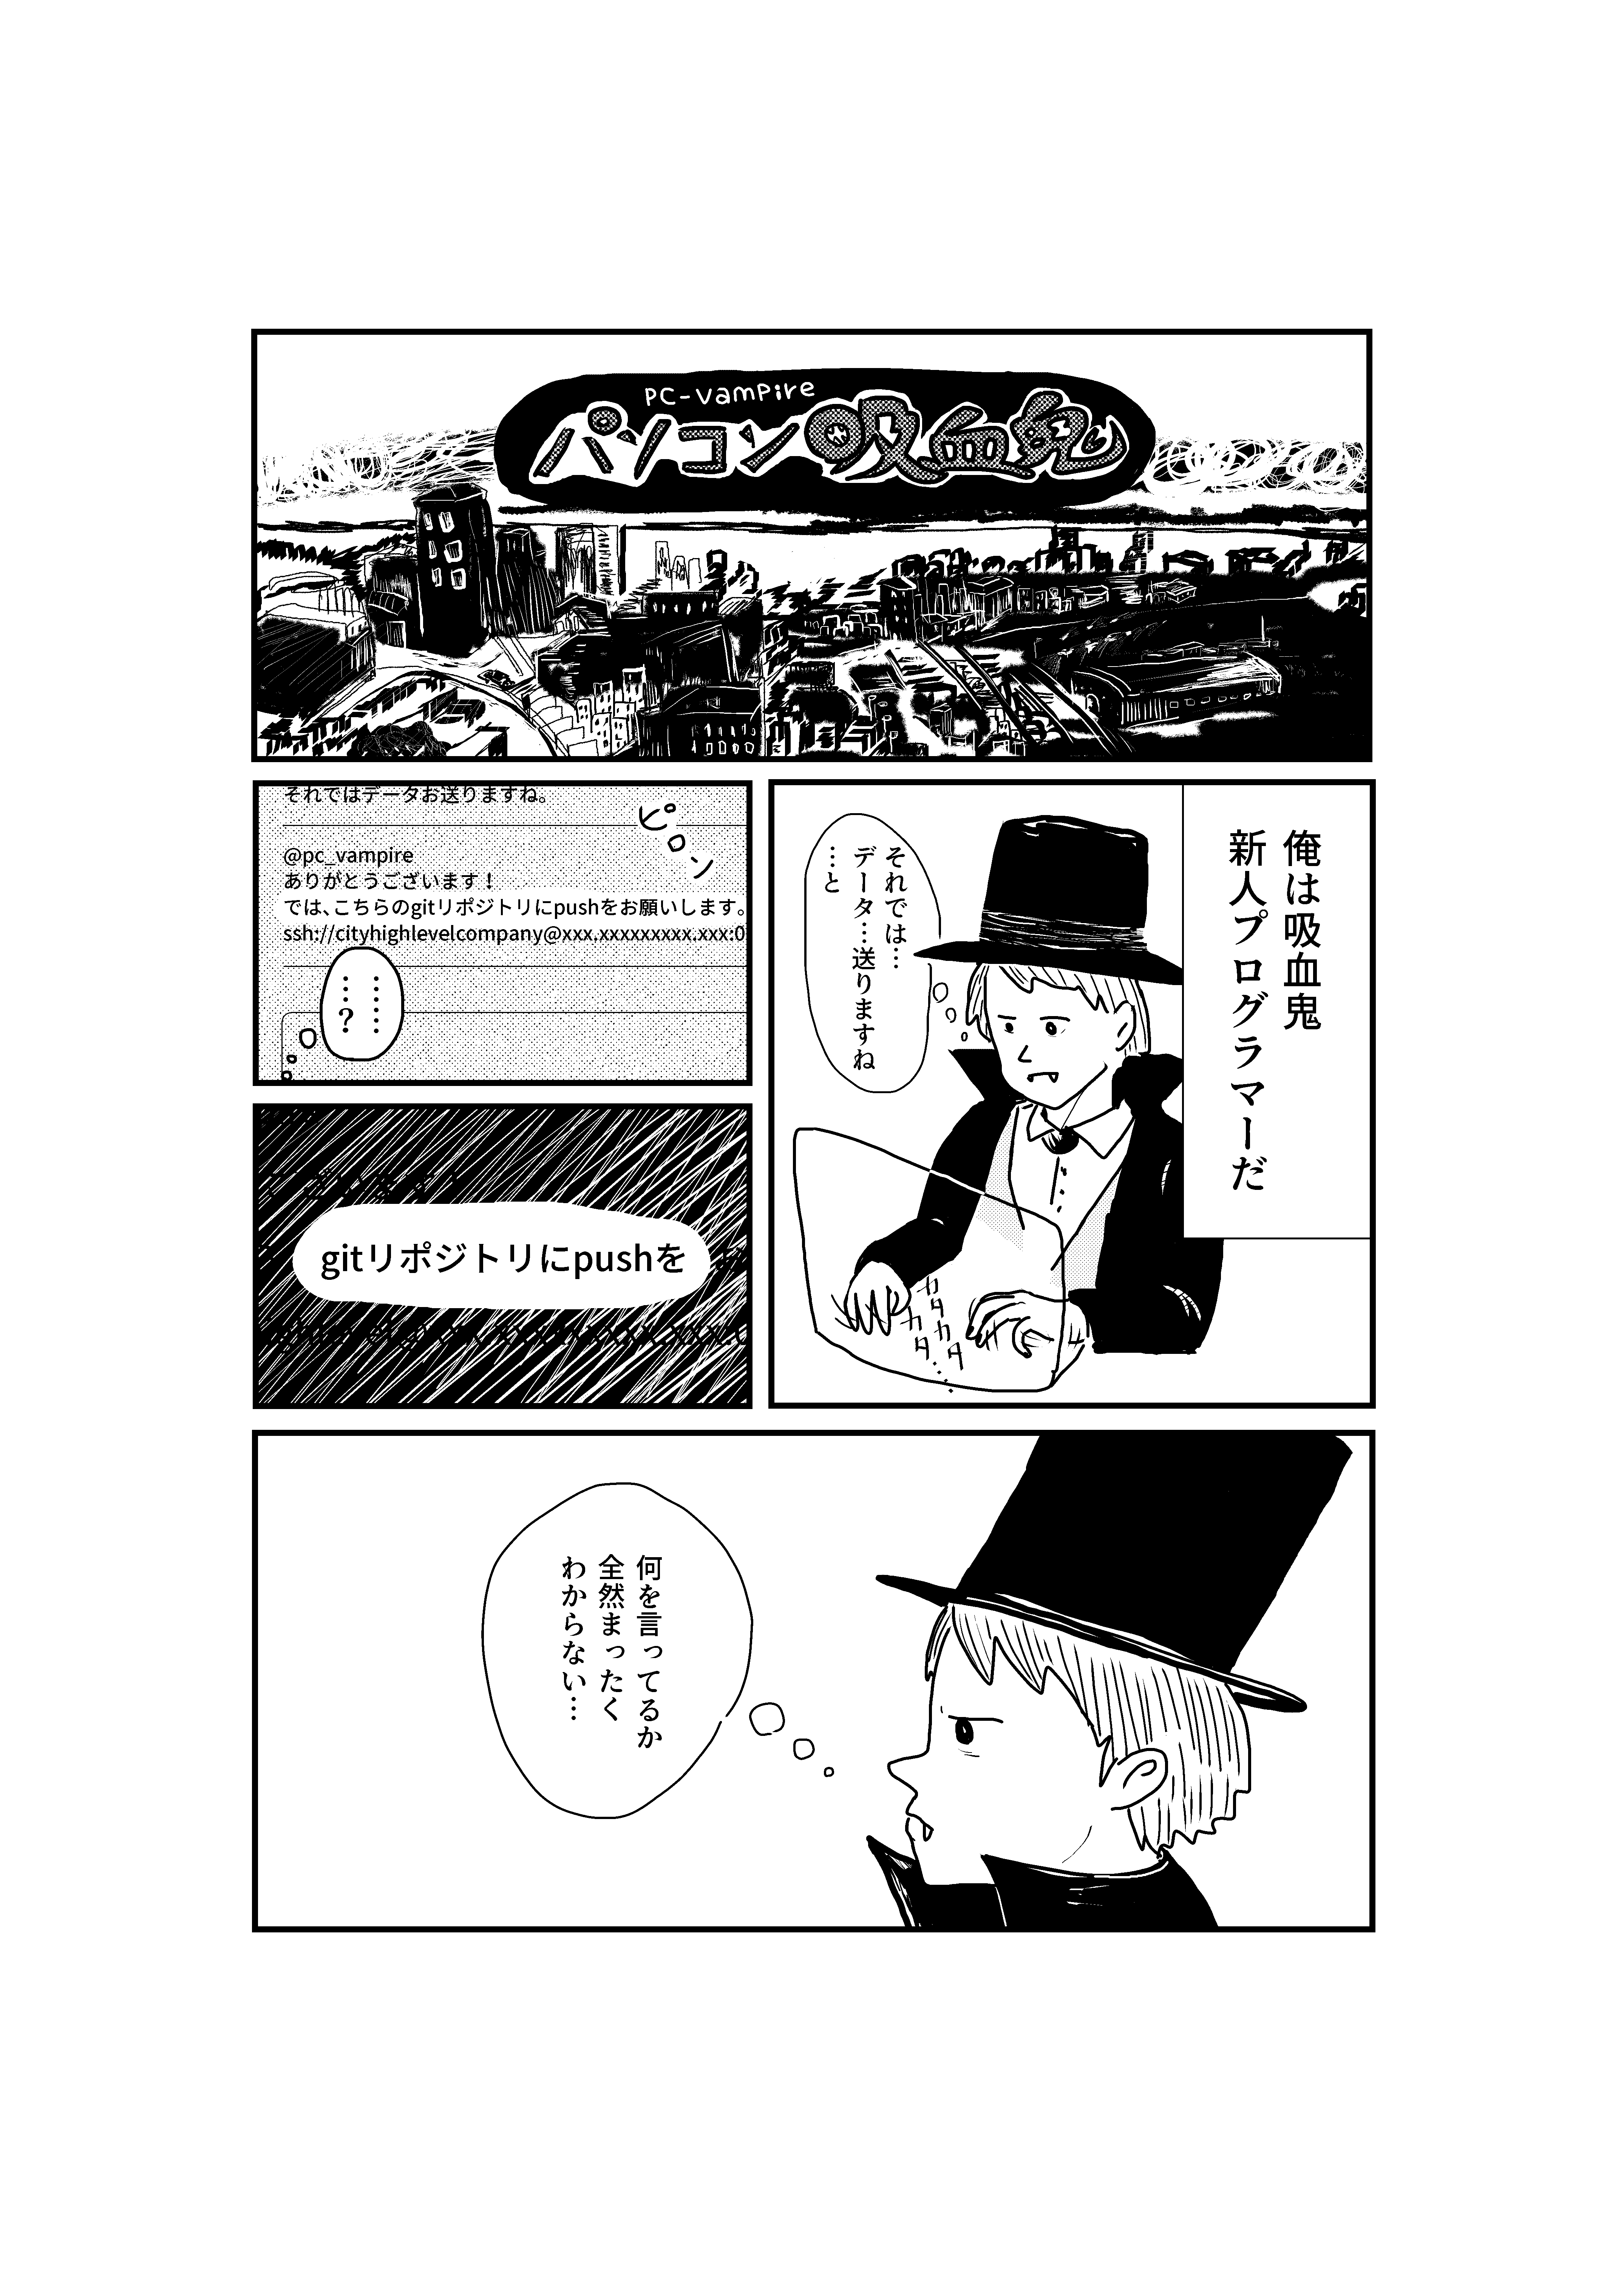 PC-vampire
パソコン吸血鬼
俺は吸血鬼
新人プログラマーだ
それでは…
データ…送りますね
…と
カタカタ
カタ…
それではデータお送りますね。
ピロン
@pc_vampire
ありがとうございます！
では、こちらのgitリポジトリにpushをお願いします。
ssh://cityhighlevelcompany@xxx.xxxxxxxxx.xxx:0
……
……?
gitリポジトリにpushを
何を言ってるか
全然まったく
わからない…